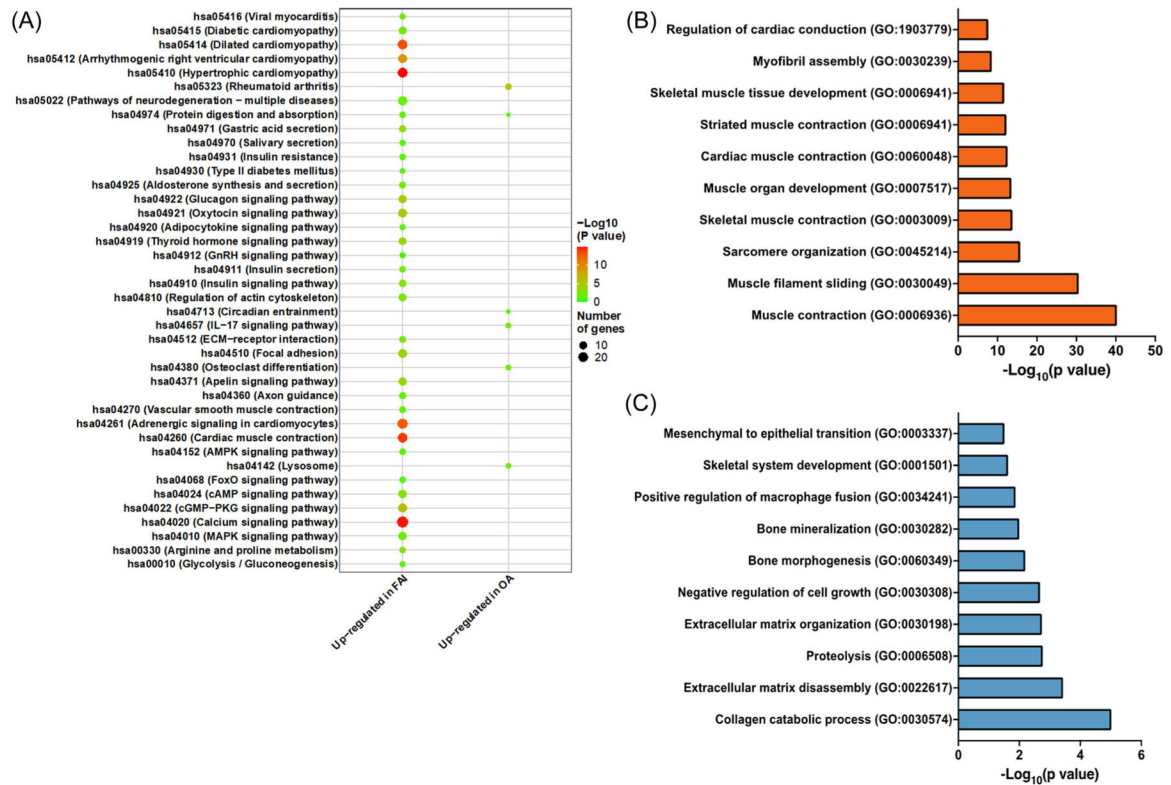 (A)
hsa05416 (Viral myocarditis)
hsa05415 (Diabetic cardiomyopathy)
hsa05414 (Dilated cardiomyopathy)
hsa05412 (Arrhythmogenic right ventricular cardiomyopathy)
hsa05410 (Hypertrophic cardiomyopathy)
hsa05323 (Rheumatoid arthritis)
hsa05022 (Pathways of neurodegeneration − multiple diseases)
hsa04974 (Protein digestion and absorption)
hsa04971 (Gastric acid secretion)
hsa04970 (Salivary secretion)
hsa04931 (Insulin resistance)
hsa04930 (Type II diabetes mellitus)
hsa04925 (Aldosterone synthesis and secretion)
hsa04922 (Glucagon signaling pathway)
hsa04921 (Oxytocin signaling pathway)
hsa04920 (Adipocytokine signaling pathway)
hsa04919 (Thyroid hormone signaling pathway)
hsa04912 (GnRH signaling pathway)
hsa04911 (Insulin secretion)
hsa04910 (Insulin signaling pathway)
hsa04810 (Regulation of actin cytoskeleton)
hsa04713 (Circadian entrainment)
hsa04657 (IL−17 signaling pathway)
hsa04512 (ECM−receptor interaction)
hsa04510 (Focal adhesion)
hsa04380 (Osteoclast differentiation)
hsa04371 (Apelin signaling pathway)
hsa04360 (Axon guidance)
hsa04270 (Vascular smooth muscle contraction)
hsa04261 (Adrenergic signaling in cardiomyocytes)
hsa04260 (Cardiac muscle contraction)
hsa04152 (AMPK signaling pathway)
hsa04142 (Lysosome)
hsa04068 (FoxO signaling pathway)
hsa04024 (cAMP signaling pathway)
hsa04022 (cGMP−PKG signaling pathway)
hsa04020 (Calcium signaling pathway)
hsa04010 (MAPK signaling pathway)
hsa00330 (Arginine and proline metabolism)
hsa00010 (Glycolysis / Gluconeogenesis)
Up−regulated in FAI
Up−regulated in OA
−Log10
(P value)
10
5
0
Number
of genes
10
20
(B)
Regulation of cardiac conduction (GO:1903779)
Myofibril assembly (GO:0030239)
Skeletal muscle tissue development (GO:0006941)
Striated muscle contraction (GO:0006941)
Cardiac muscle contraction (GO:0060048)
Muscle organ development (GO:0007517)
Skeletal muscle contraction (GO:0003009)
Sarcomere organization (GO:0045214)
Muscle filament sliding (GO:0030049)
Muscle contraction (GO:0006936)
0 10 20 30 40 50
-Log10(p value)
(C)
Mesenchymal to epithelial transition (GO:0003337)
Skeletal system development (GO:0001501)
Positive regulation of macrophage fusion (GO:0034241)
Bone mineralization (GO:0030282)
Bone morphogenesis (GO:0060349)
Negative regulation of cell growth (GO:0030308)
Extracellular matrix organization (GO:0030198)
Proteolysis (GO:0006508)
Extracellular matrix disassembly (GO:0022617)
Collagen catabolic process (GO:0030574)
0 2 4 6
-Log10(p value)